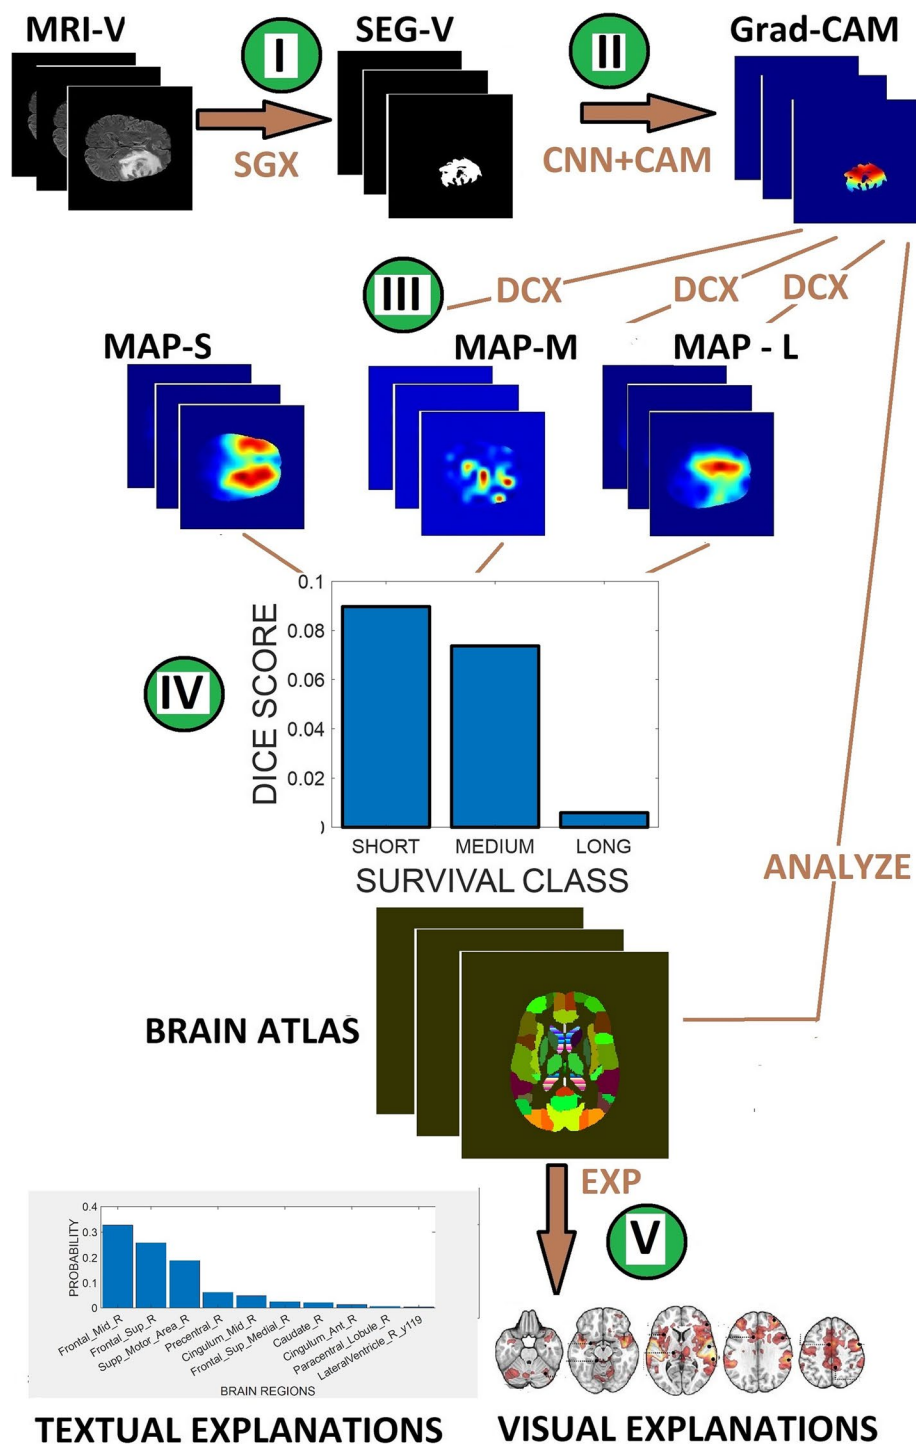 MRI-V
I
SEG-V
II
Grad-CAM
SGX
CNN+CAM
III
DCX
DCX
DCX
MAP-S
MAP-M
MAP - L
IV
DICE SCORE
0.1
0.08
0.06
0.04
0.02
SHORT
MEDIUM
LONG
SURVIVAL CLASS
ANALYZE
BRAIN ATLAS
EXP
V
PROBABILITY
0.4
0.3
0.2
0.1
0
Frontal_Mid_R
Frontal_Sup_R
Supp_Motor_Area_R
Precentral_R
Cingulum_Mid_R
Frontal_Sup_Medial_R
Caudate_R
Cingulum_Ant_R
Paracentral_Lobule_R
LateralVentricle_R_y119
BRAIN REGIONS
TEXTUAL EXPLANATIONS
VISUAL EXPLANATIONS